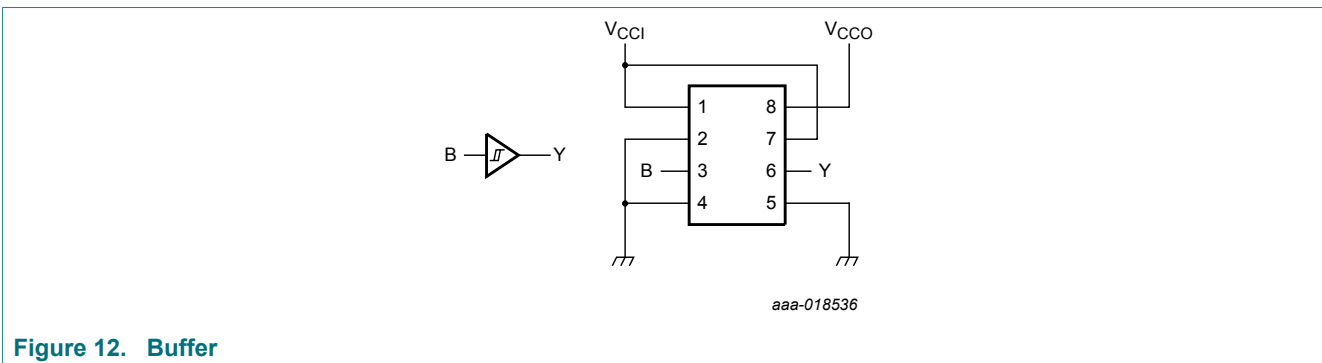 VCCI VCCO
1 8
2 7
B Y B 3 6 Y
4 5
aaa-018536
Figure 12. Buffer